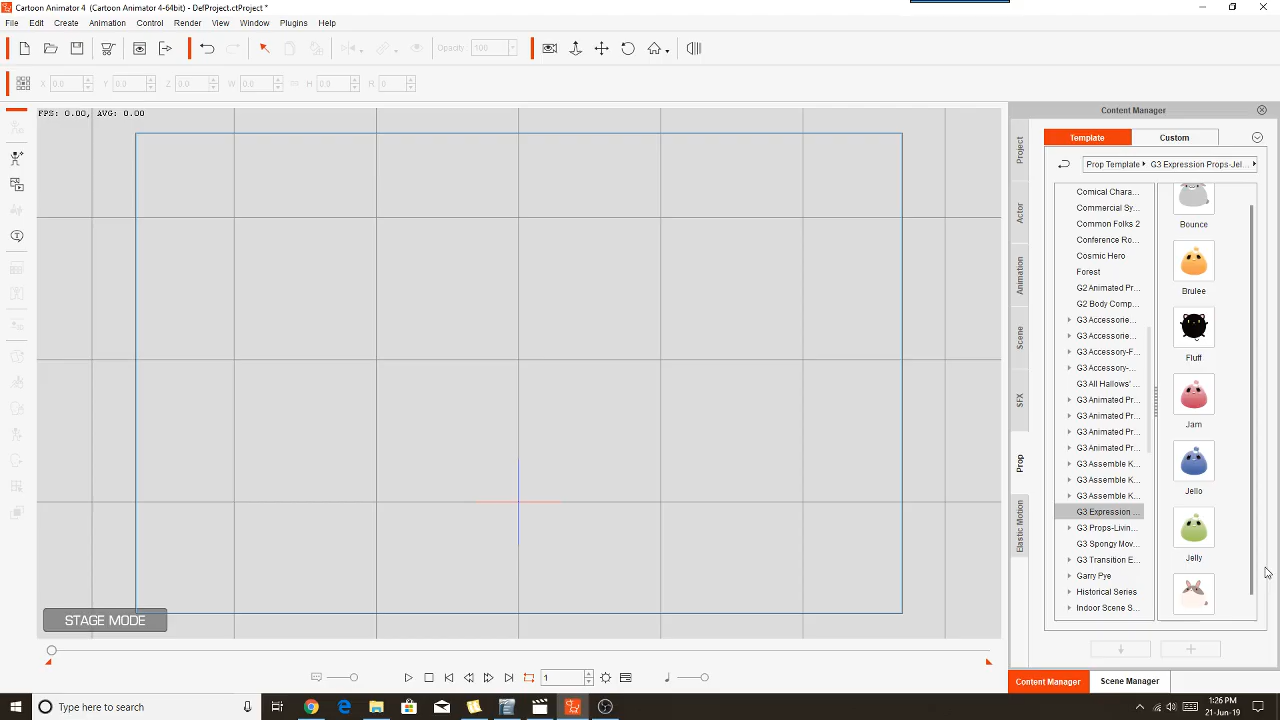 Cartoon Animator 4 (Cartoon Animator 4-64bit) - DefProject.ctProject *
File Edit Create Animation Control Render View Window Plugins Help
Opacity 100
X 0.0 Y 0.0 Z 0.0 W 0.0 H 0.0 R 0
FPS: 0.00, AVG: 0.00
STAGE MODE
Content Manager
Template Custom
Prop Template G3 Expression Props-Jel...
Project
Actor
Animation
Scene
SFX
Prop
Elastic Motion
Comical Chara...
Commercial Sy...
Common Folks 2
Conference Ro...
Cosmic Hero
Forest
G2 Animated Pr...
G2 Body Comp...
G3 Accessorie...
G3 Accessorie...
G3 Accessory-F...
G3 Accessory-...
G3 All Hallows' ...
G3 Animated Pr...
G3 Animated Pr...
G3 Animated Pr...
G3 Animated Pr...
G3 Assemble K...
G3 Assemble K...
G3 Assemble K...
G3 Expression ...
G3 Props-Livin...
G3 Spongy Mov...
G3 Transition E...
Garry Pye
Historical Series
Indoor Scene S...
Bounce
Brulee
Fluff
Jam
Jello
Jelly
Content Manager Scene Manager
Type here to search
1:26 PM
21-Jun-19